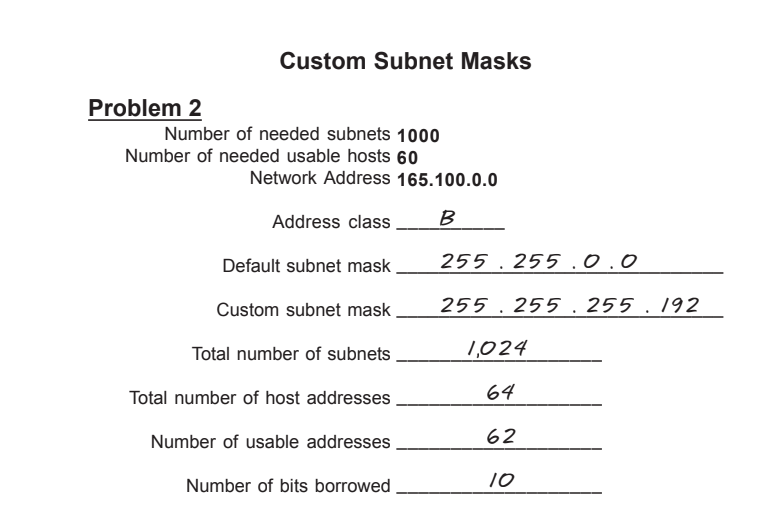 Custom Subnet Masks
Problem 2
Number of needed subnets 1000
Number of needed usable hosts 60
Network Address 165.100.0.0
Address class B
Default subnet mask 255 . 255 . 0 . 0
Custom subnet mask 255 . 255 . 255 . 192
Total number of subnets 1,024
Total number of host addresses 64
Number of usable addresses 62
Number of bits borrowed 10